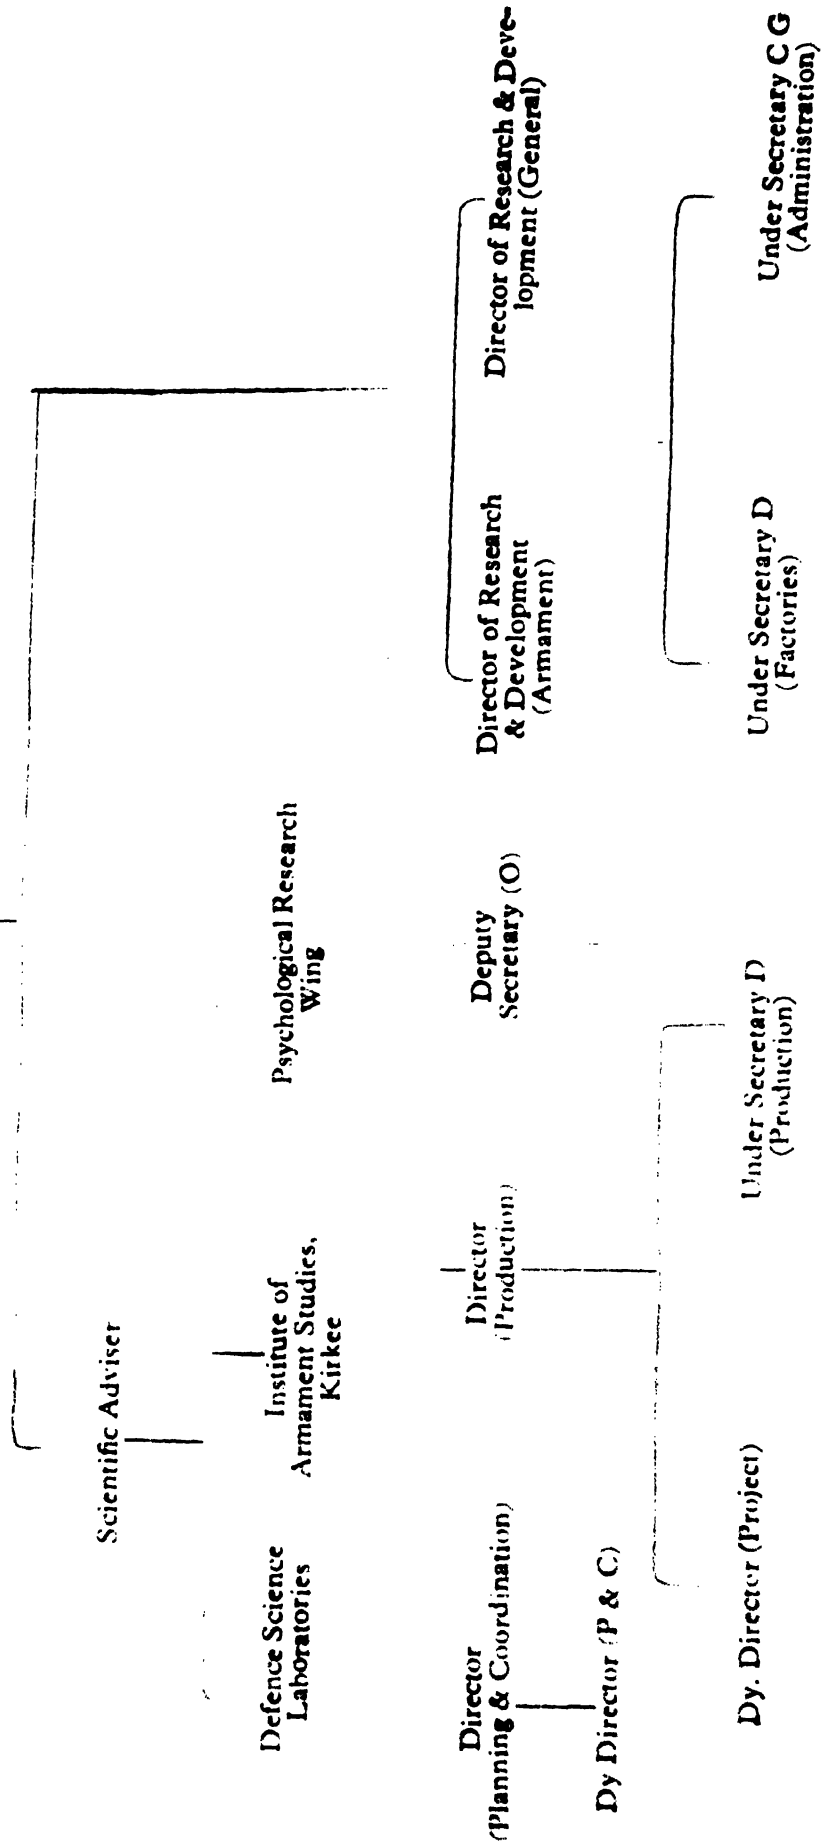 Scientific Adviser
Defence Science
Laboratories
Institute of
Armament Studies,
Kirkee
Psychological Research
Wing
Director
(Planning & Coordination)
Dy Director (P & C)
Director
(Production)
Deputy
Secretary (O)
Director of Research
& Development
(Armament)
Director of Research & Deve-
lopment (General)
Dy. Director (Project)
Under Secretary D
(Production)
Under Secretary D
(Factories)
Under Secretary C G
(Administration)